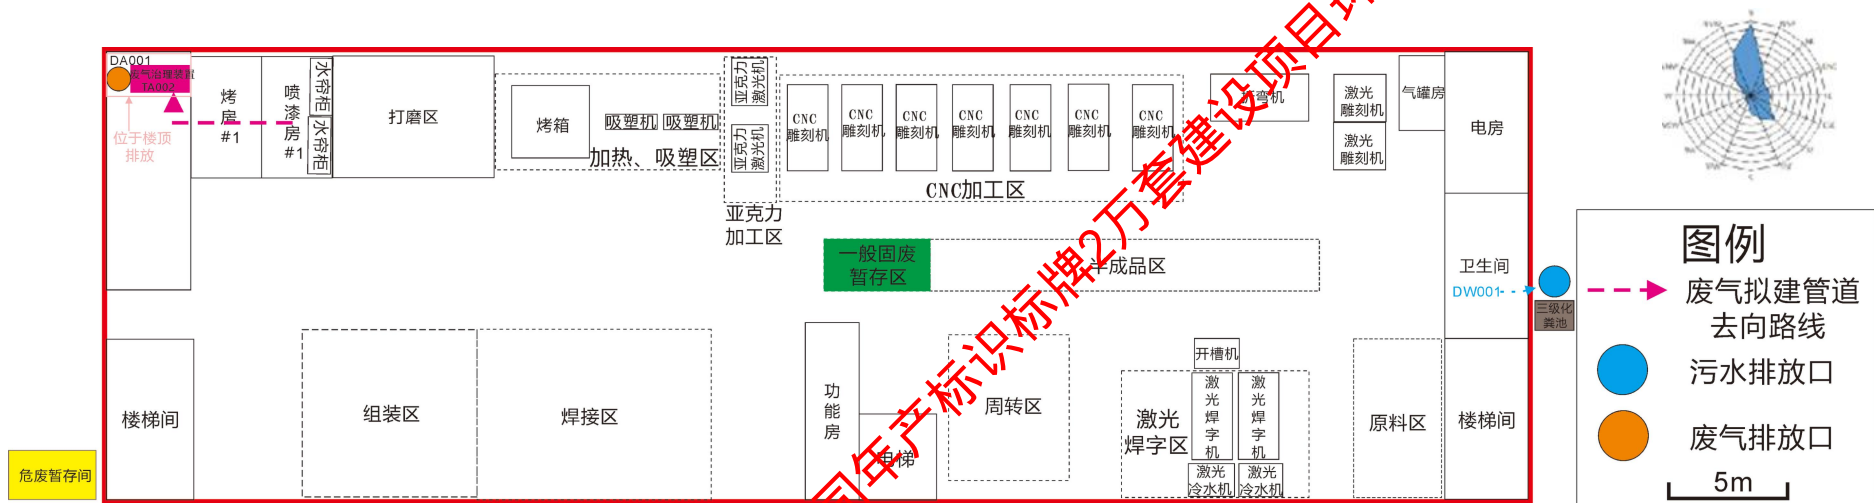 DA001
废气治理装置
TA002
位于楼顶
排放
烤
房
#1
喷
漆
房
#1
水帘柜
水帘柜
打磨区
烤箱
吸塑机
吸塑机
加热、吸塑区
亚克力
激光机
亚克力
激光机
亚克力
加工区
CNC
雕刻机
CNC
雕刻机
CNC
雕刻机
CNC
雕刻机
CNC
雕刻机
CNC
雕刻机
CNC
雕刻机
CNC加工区
折弯机
激光
雕刻机
激光
雕刻机
气罐房
电房
一般固废
暂存区
半成品区
卫生间
DW001
三级化
粪池
楼梯间
组装区
焊接区
功
能
房
电梯
周转区
开槽机
激光
焊字区
激
光
焊
字
机
激
光
焊
字
机
激光
冷水机
激光
冷水机
原料区
楼梯间
危废暂存间
图例
废气拟建管道
去向路线
污水排放口
废气排放口
5m
年产标识标牌2万套建设项目